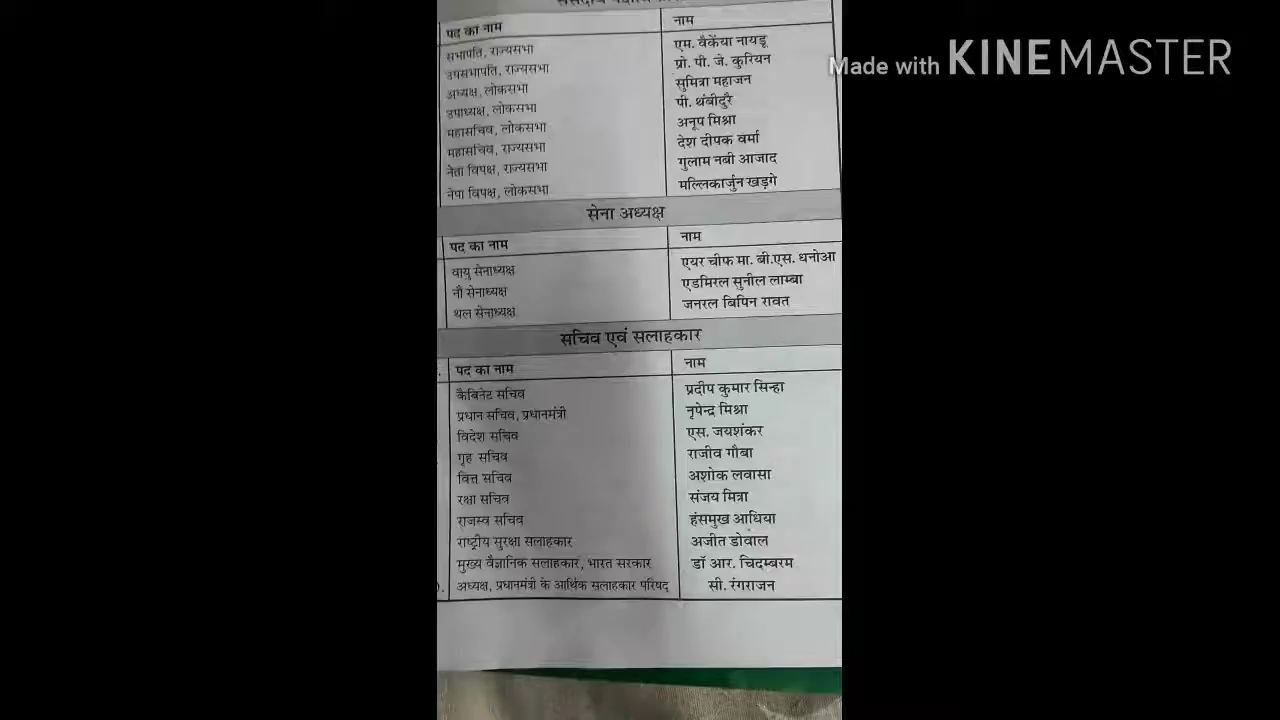 पद का नाम नाम
सभापति, राज्यसभा एम. वैकेंया नायडू
उपसभापति, राज्यसभा प्रो. पी. जे. कुरियन
अध्यक्ष, लोकसभा सुमित्रा महाजन
उपाध्यक्ष, लोकसभा पी. थंबीदुरै
महासचिव, लोकसभा अनूप मिश्रा
महासचिव, राज्यसभा देश दीपक वर्मा
नेता विपक्ष, राज्यसभा गुलाम नबी आजाद
नेपा विपक्ष, लोकसभा मल्लिकार्जुन खड़गे
सेना अध्यक्ष
पद का नाम नाम
वायु सेनाध्यक्ष एयर चीफ मा. बी.एस. धनोआ
नौ सेनाध्यक्ष एडमिरल सुनील लाम्बा
थल सेनाध्यक्ष जनरल बिपिन रावत
सचिव एवं सलाहकार
पद का नाम नाम
कैबिनेट सचिव प्रदीप कुमार सिन्हा
प्रधान सचिव, प्रधानमंत्री नृपेन्द्र मिश्रा
विदेश सचिव एस. जयशंकर
गृह सचिव राजीव गौबा
वित्त सचिव अशोक लवासा
रक्षा सचिव संजय मित्रा
राजस्व सचिव हंसमुख आधिया
राष्ट्रीय सुरक्षा सलाहकार अजीत डोवाल
मुख्य वैज्ञानिक सलाहकार, भारत सरकार डॉ आर. चिदम्बरम
अध्यक्ष, प्रधानमंत्री के आर्थिक सलाहकार परिषद् सी. रंगराजन
Made with KINEMASTER